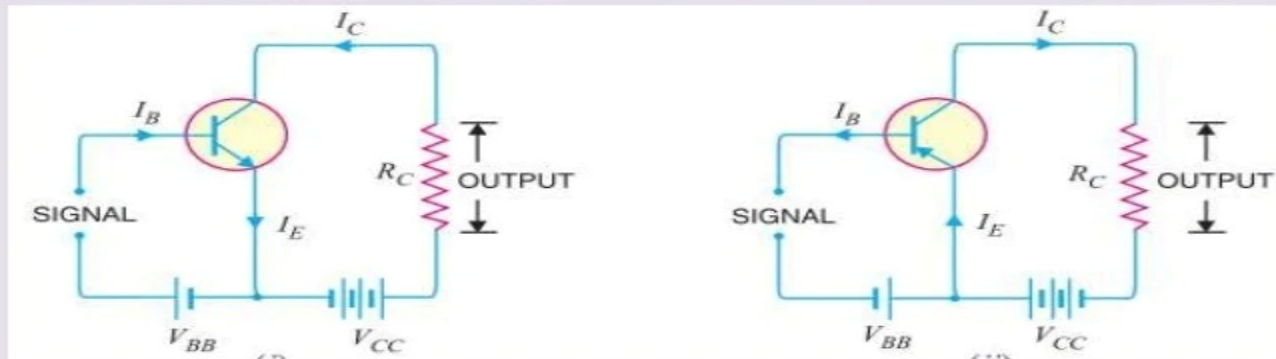 I_C
I_B
R_C
OUTPUT
SIGNAL
I_E
V_BB
V_CC
I_C
I_B
R_C
OUTPUT
SIGNAL
I_E
V_BB
V_CC